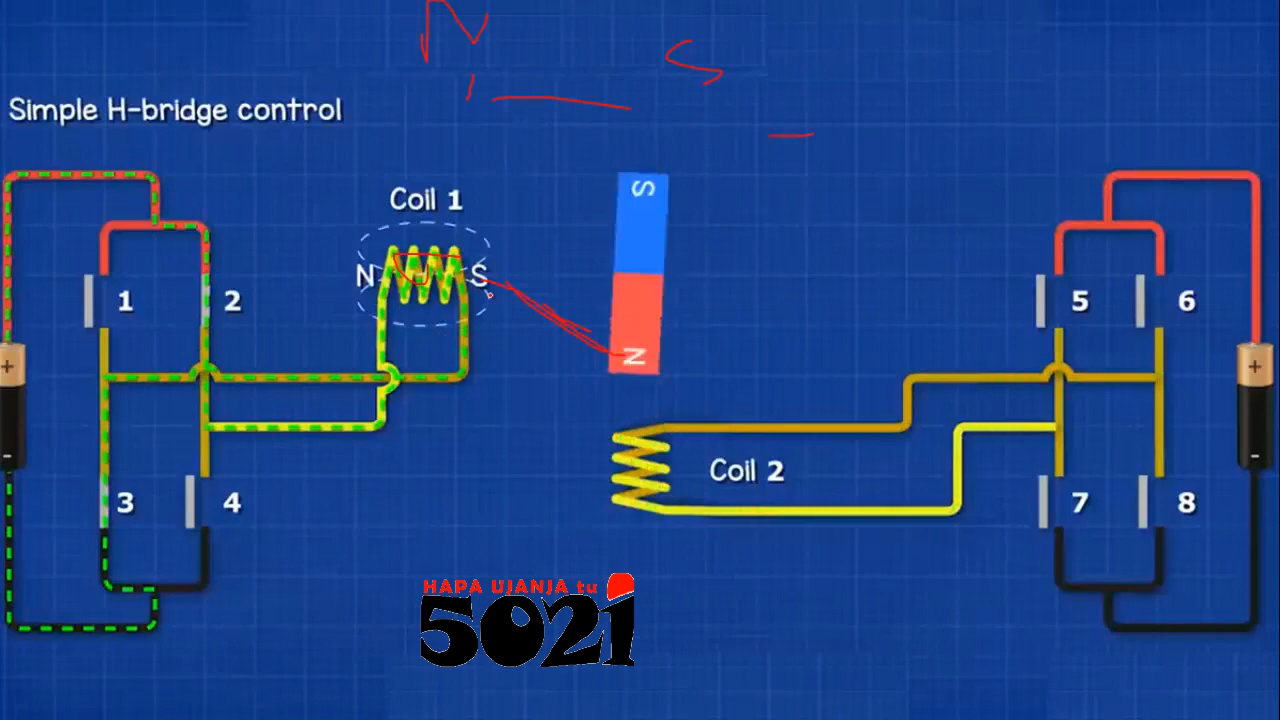 N
S
Simple H-bridge control
Coil 1
S
N S
1 2 5 6
+ N +
Coil 2
- -
3 4 7 8
HAPA UJANJA tu
5021